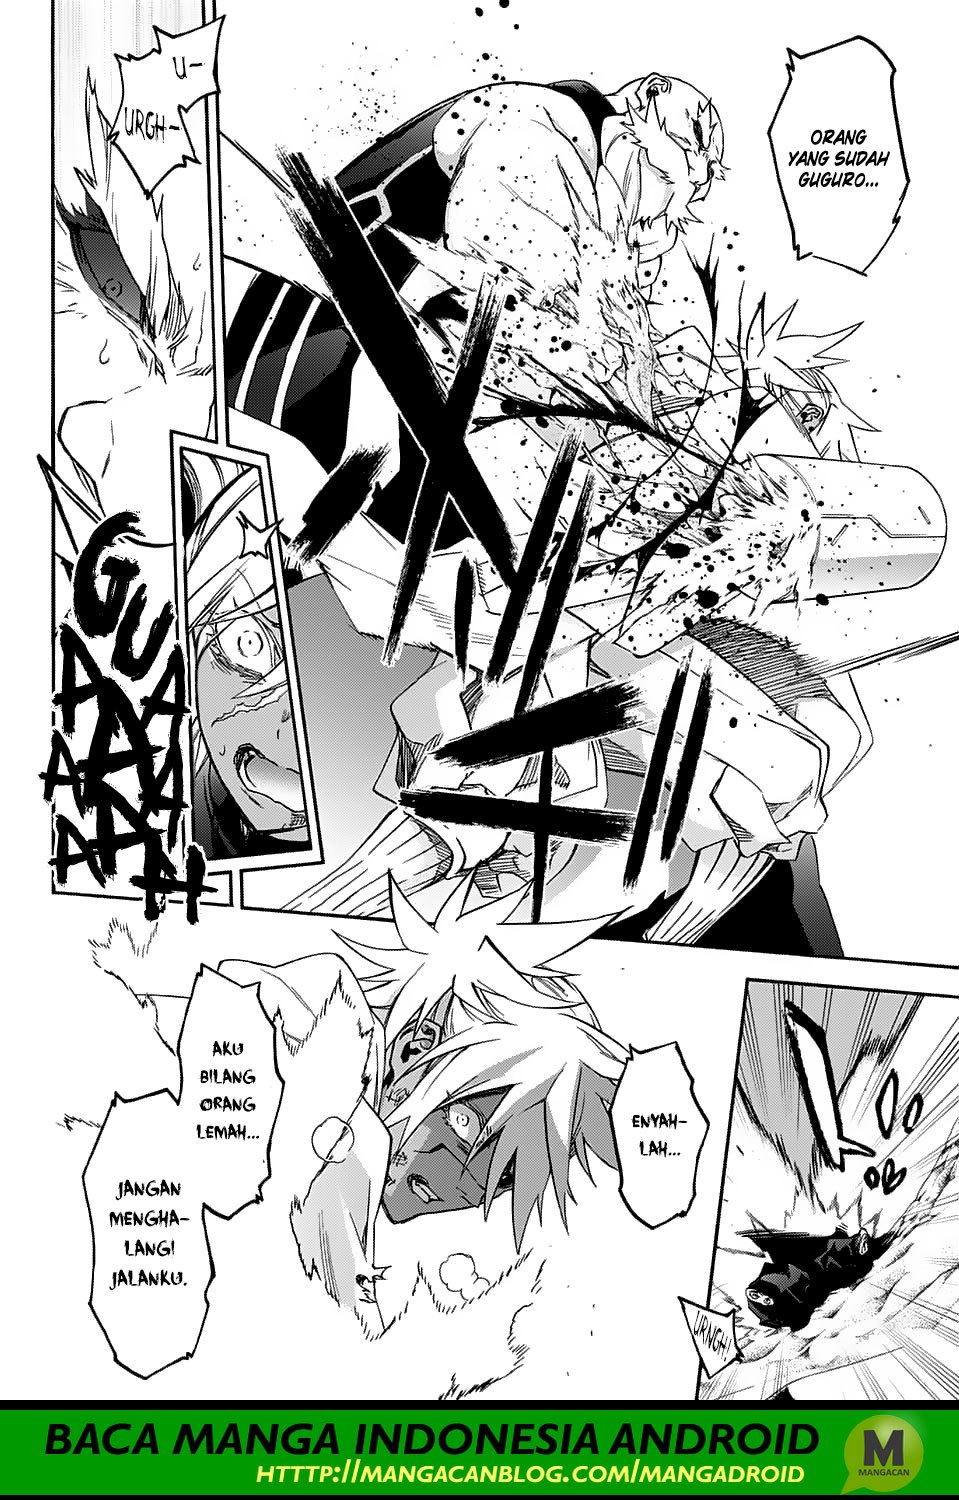 ORANG
YANG SUDAH
GUGURO...
U-
URGH-
GUAAAAAAAAAHH
ENYAH-
LAH...
AKU
BILANG
ORANG
LEMAH...
JANGAN
MENGHA-
LANGI
JALANKU.
URNGH!
BACA MANGA INDONESIA ANDROID
HTTTP://MANGACANBLOG.COM/MANGADROID
M
MANGACAN